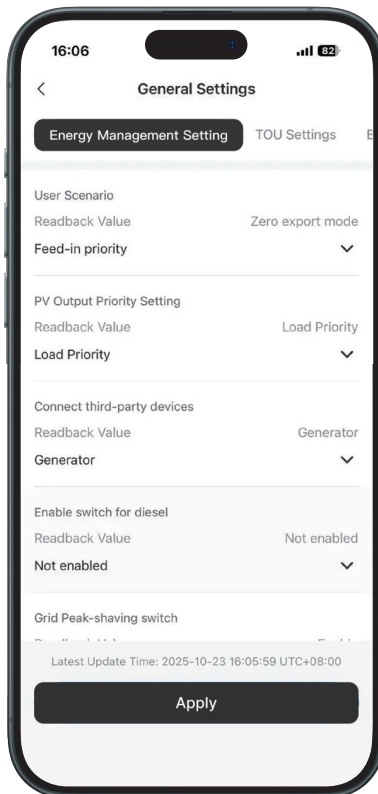 16:06
82
General Settings
Energy Management Setting TOU Settings
User Scenario
Readback Value Zero export mode
Feed-in priority
PV Output Priority Setting
Readback Value Load Priority
Load Priority
Connect third-party devices
Readback Value Generator
Generator
Enable switch for diesel
Readback Value Not enabled
Not enabled
Grid Peak-shaving switch
Latest Update Time: 2025-10-23 16:05:59 UTC+08:00
Apply